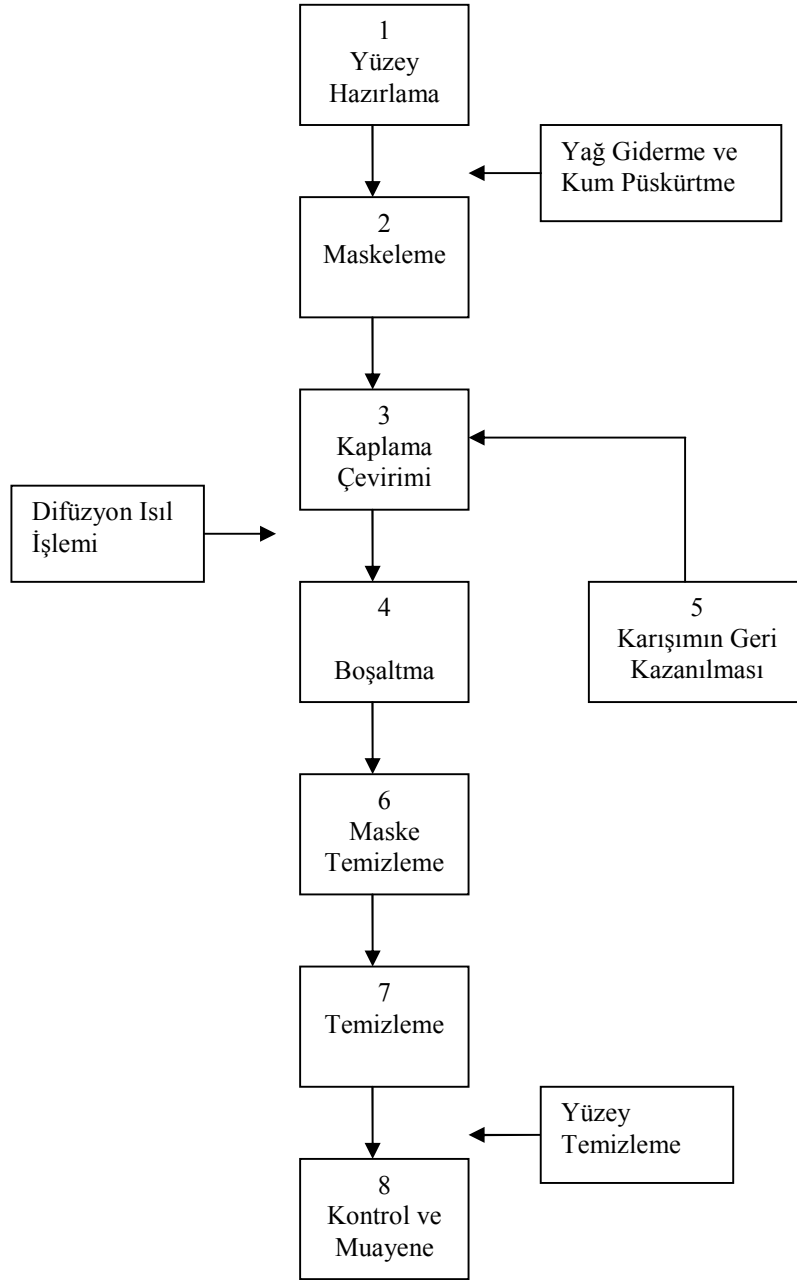 1
Yüzey
Hazırlama
Yağ Giderme ve
Kum Püskürtme
2
Maskeleme
3
Kaplama
Çevirimi
Difüzyon Isıl
İşlemi
4
Boşaltma
5
Karışımın Geri
Kazanılması
6
Maske
Temizleme
7
Temizleme
Yüzey
Temizleme
8
Kontrol ve
Muayene